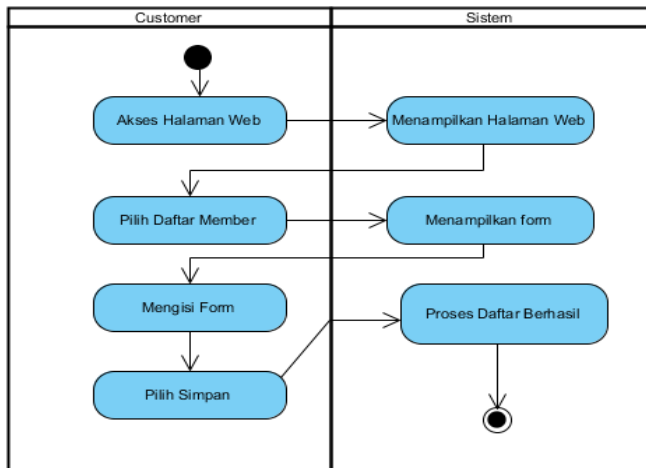 Customer
Sistem
Akses Halaman Web
Menampilkan Halaman Web
Pilih Daftar Member
Menampilkan form
Mengisi Form
Proses Daftar Berhasil
Pilih Simpan